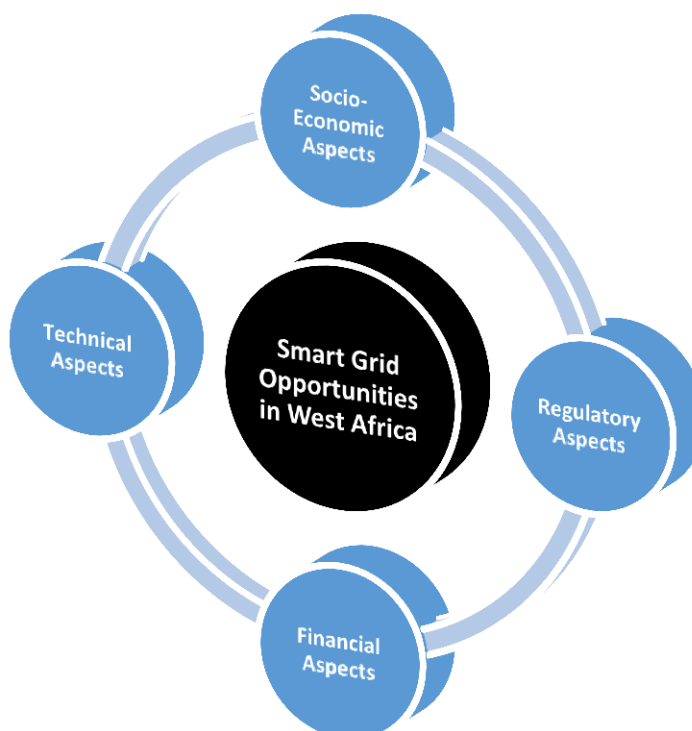 Socio-
Economic
Aspects
Technical
Aspects
Smart Grid
Opportunities
in West Africa
Regulatory
Aspects
Financial
Aspects